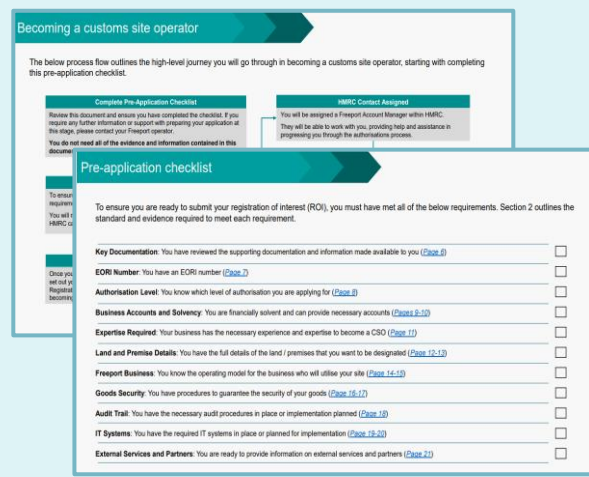 Becoming a customs site operator
The below process flow outlines the high-level journey you will go through in becoming a customs site operator, starting with completing
this pre-application checklist.
Complete Pre-Application Checklist
Review this document and ensure you have completed the checklist. If you
require any further information or support with preparing your application at
this stage, please contact your Freeport operator.
You do not need all of the evidence and information contained in this
HMRC Contact Assigned
You will be assigned a Freeport Account Manager within HMRC.
They will be able to work with you, providing help and assistance in
progressing you through the authorisations process.
To ensur
requirem
You will
HMRC ca
Once you
set out yo
Registrat
becoming
Pre-application checklist
To ensure you are ready to submit your registration of interest (ROI), you must have met all of the below requirements. Section 2 outlines the
standard and evidence required to meet each requirement.
Key Documentation: You have reviewed the supporting documentation and information made available to you (Page 6)
EORI Number: You have an EORI number (Page 7)
Authorisation Level: You know which level of authorisation you are applying for (Page 8)
Business Accounts and Solvency: You are financially solvent and can provide necessary accounts (Pages 9-10)
Expertise Required: Your business has the necessary experience and expertise to become a CSO (Page 11)
Land and Premise Details: You have the full details of the land / premises that you want to be designated (Page 12-13)
Freeport Business: You know the operating model for the business who will utilise your site (Page 14-15)
Goods Security: You have procedures to guarantee the security of your goods (Page 16-17)
Audit Trail: You have the necessary audit procedures in place or implementation planned (Page 18)
IT Systems: You have the required IT systems in place or planned for implementation (Page 19-20)
External Services and Partners: You are ready to provide information on external services and partners (Page 21)